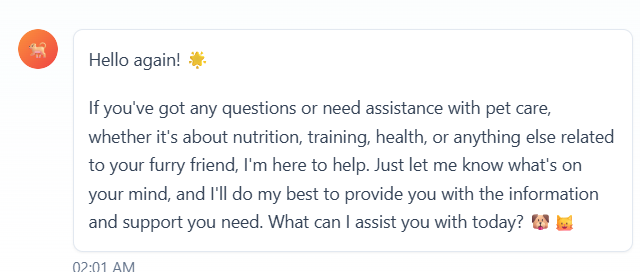 Hello again! 🌟
If you've got any questions or need assistance with pet care,
whether it's about nutrition, training, health, or anything else related
to your furry friend, I'm here to help. Just let me know what's on
your mind, and I'll do my best to provide you with the information
and support you need. What can I assist you with today? 🐶 🐱
02:01 AM